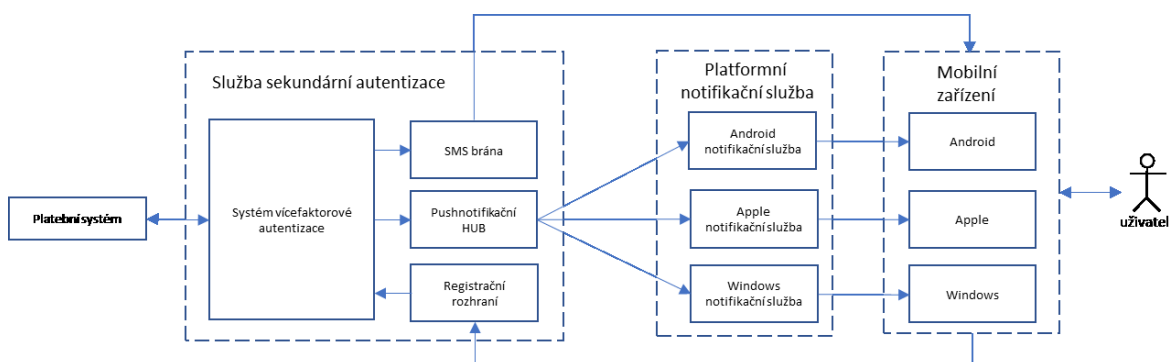 Služba sekundární autentizace
Platformní
notifikační služba
Mobilní
zařízení
Platební systém
Systém vícefaktorové
autentizace
SMS brána
Pushnotifikační
HUB
Registrační
rozhraní
Android
notifikační služba
Apple
notifikační služba
Windows
notifikační služba
Android
Apple
Windows
uživatel